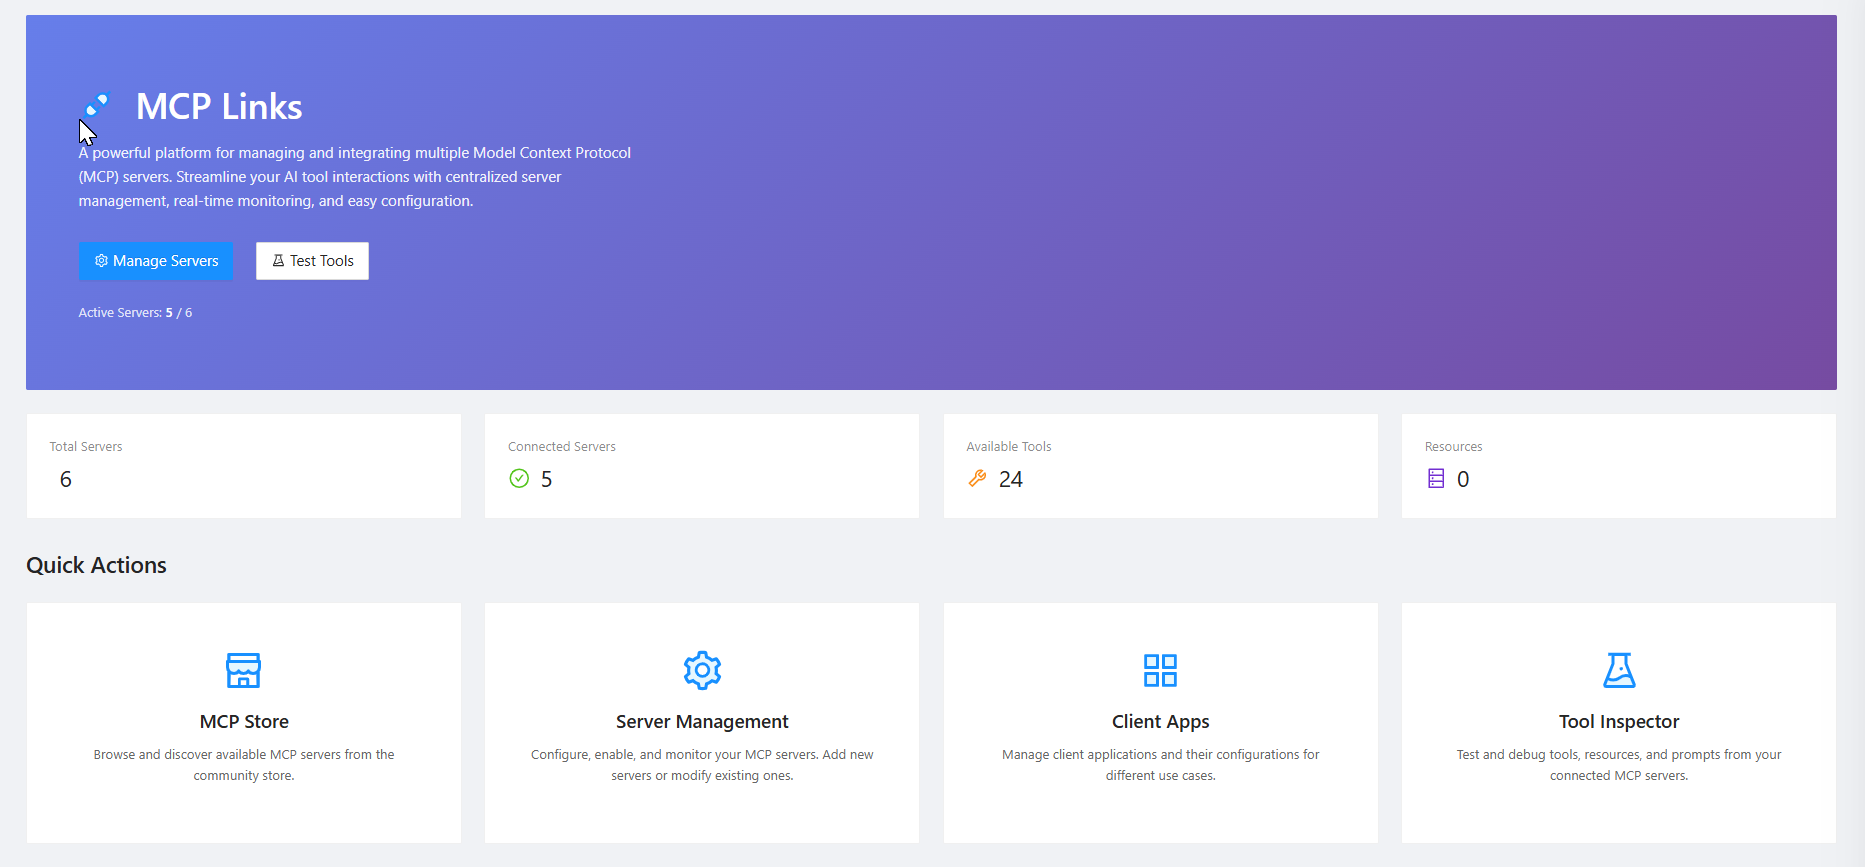 MCP Links
A powerful platform for managing and integrating multiple Model Context Protocol
(MCP) servers. Streamline your AI tool interactions with centralized server
management, real-time monitoring, and easy configuration.
Manage Servers
Test Tools
Active Servers: 5 / 6
Total Servers
6
Connected Servers
5
Available Tools
24
Resources
0
Quick Actions
MCP Store
Browse and discover available MCP servers from the
community store.
Server Management
Configure, enable, and monitor your MCP servers. Add new
servers or modify existing ones.
Client Apps
Manage client applications and their configurations for
different use cases.
Tool Inspector
Test and debug tools, resources, and prompts from your
connected MCP servers.